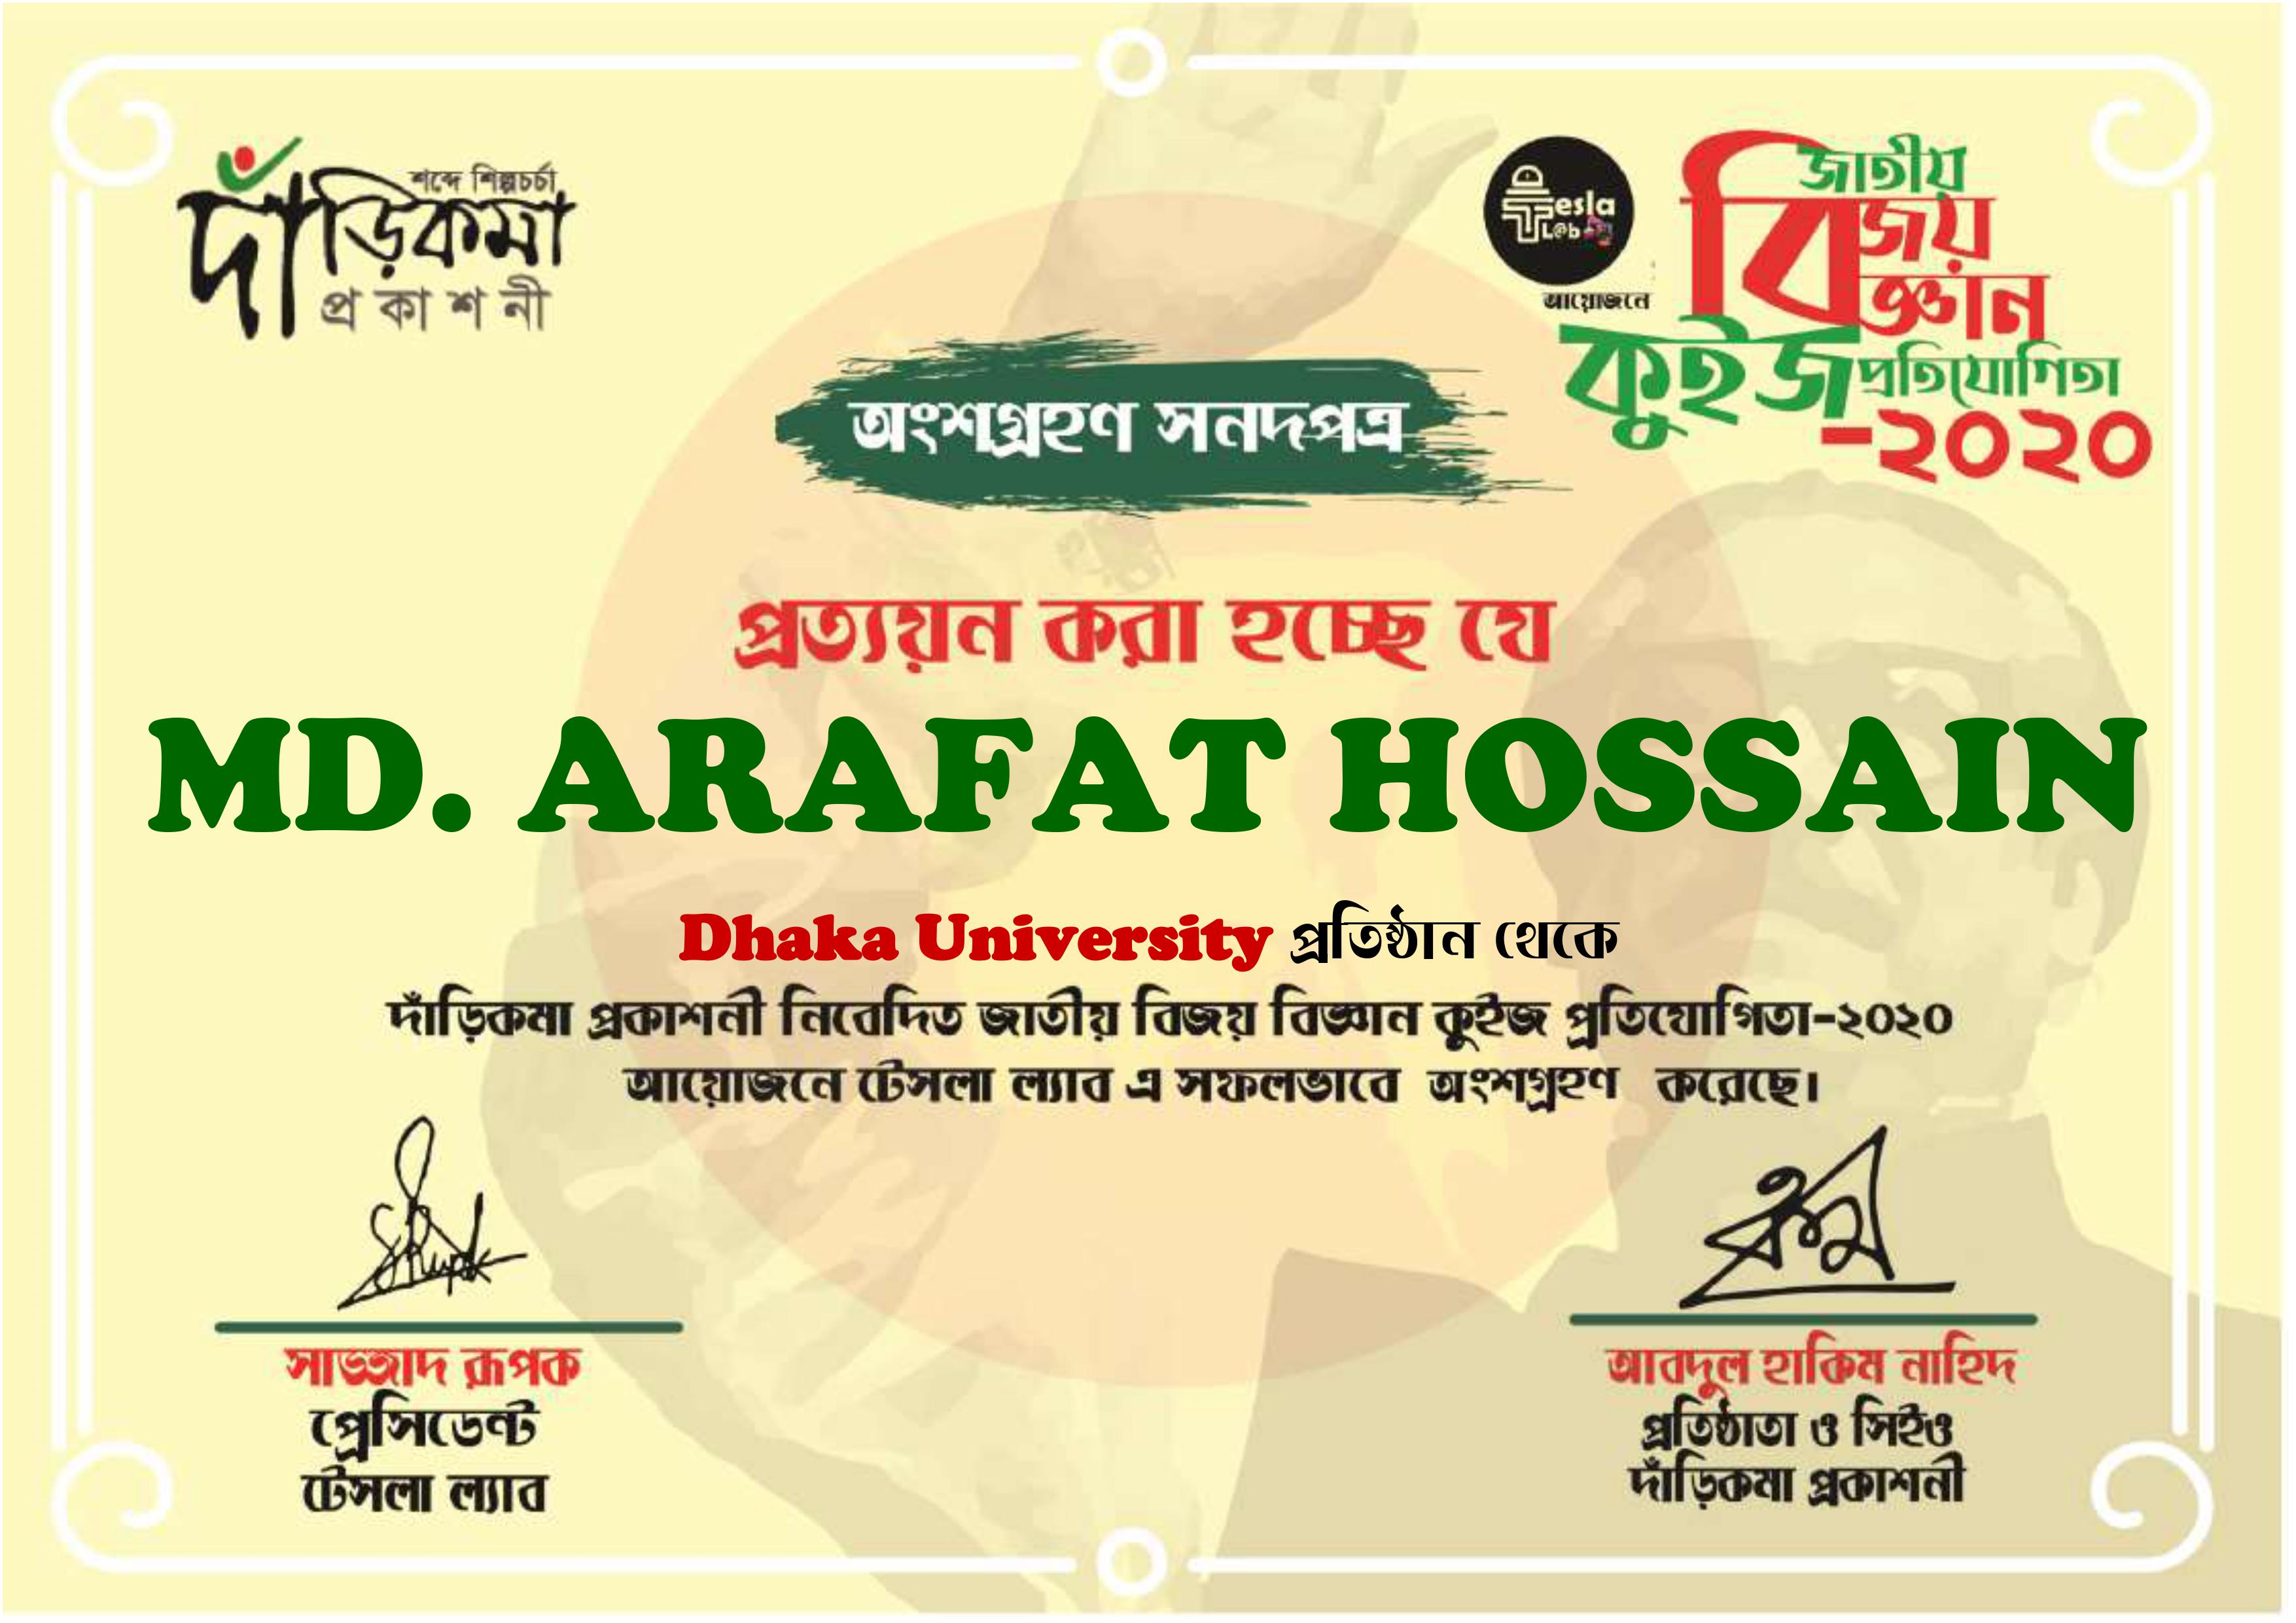 শব্দে শিল্পচর্চা
দাঁড়িকমা
প্রকাশনী
Tesla
L@b
আয়োজনে
জাতীয়
বিজয়
বিজ্ঞান
কুইজ প্রতিযোগিতা
-২০২০
অংশগ্রহণ সনদপত্র
প্রত্যয়ন করা হচ্ছে যে
MD. ARAFAT HOSSAIN
Dhaka University প্রতিষ্ঠান থেকে
দাঁড়িকমা প্রকাশনী নিবেদিত জাতীয় বিজয় বিজ্ঞান কুইজ প্রতিযোগিতা-২০২০
আয়োজনে টেসলা ল্যাব এ সফলভাবে অংশগ্রহণ করেছে।
সাজ্জাদ রূপক
প্রেসিডেন্ট
টেসলা ল্যাব
আবদুল হাকিম নাহিদ
প্রতিষ্ঠাতা ও সিইও
দাঁড়িকমা প্রকাশনী